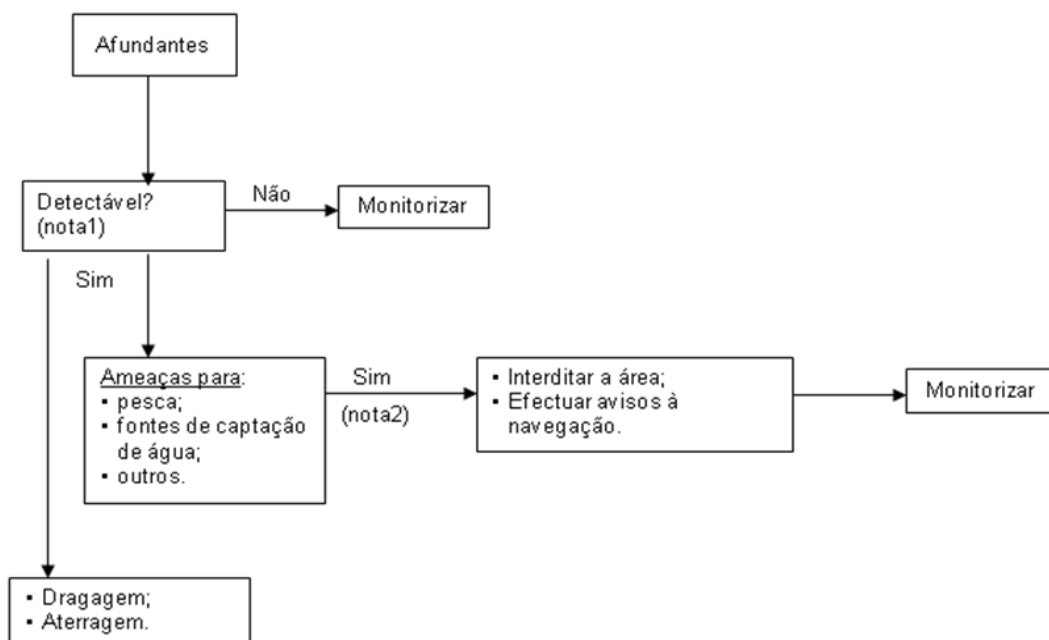 Afundantes
Detectável?
(nota1)
Não
Monitorizar
Sim
Ameaças para:
▪ pesca;
▪ fontes de captação
de água;
▪ outros.
Sim
(nota2)
▪ Interditar a área;
▪ Efectuar avisos à
navegação.
Monitorizar
▪ Dragagem;
▪ Aterragem.